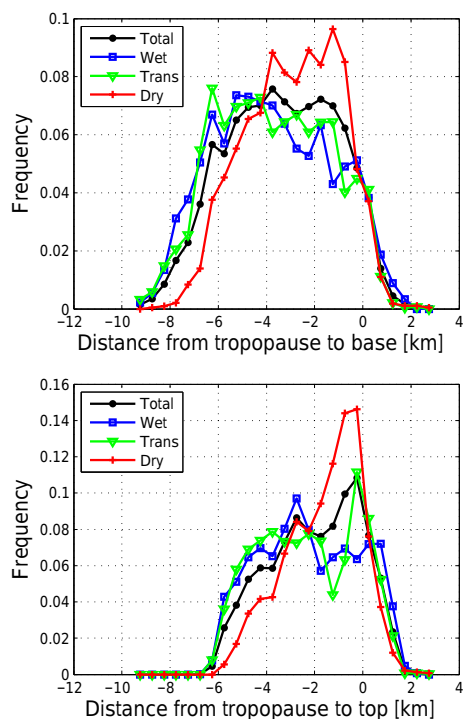 0.1
0.08
0.06
0.04
0.02
0
Frequency
Total
Wet
Trans
Dry
−12 −10 −8 −6 −4 −2 0 2 4
Distance from tropopause to base [km]
0.16
0.14
0.12
0.1
0.08
0.06
0.04
0.02
0
Frequency
Total
Wet
Trans
Dry
−12 −10 −8 −6 −4 −2 0 2 4
Distance from tropopause to top [km]